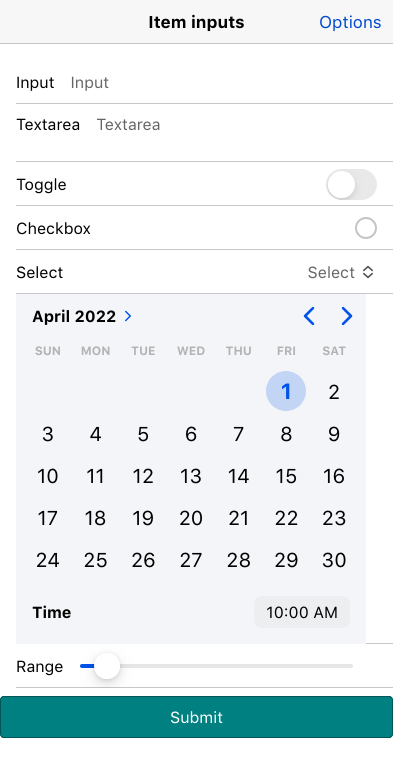 Item inputs Options
Input Input
Textarea Textarea
Toggle
Checkbox
Select Select
April 2022
SUN MON TUE WED THU FRI SAT
1 2
3 4 5 6 7 8 9
10 11 12 13 14 15 16
17 18 19 20 21 22 23
24 25 26 27 28 29 30
Time 10:00 AM
Range
Submit